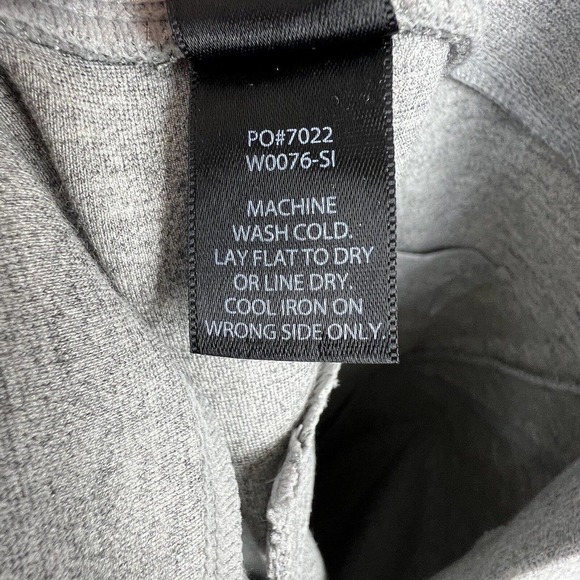 PO#7022
W0076-SI
MACHINE
WASH COLD.
LAY FLAT TO DRY
OR LINE DRY.
COOL IRON ON
WRONG SIDE ONLY